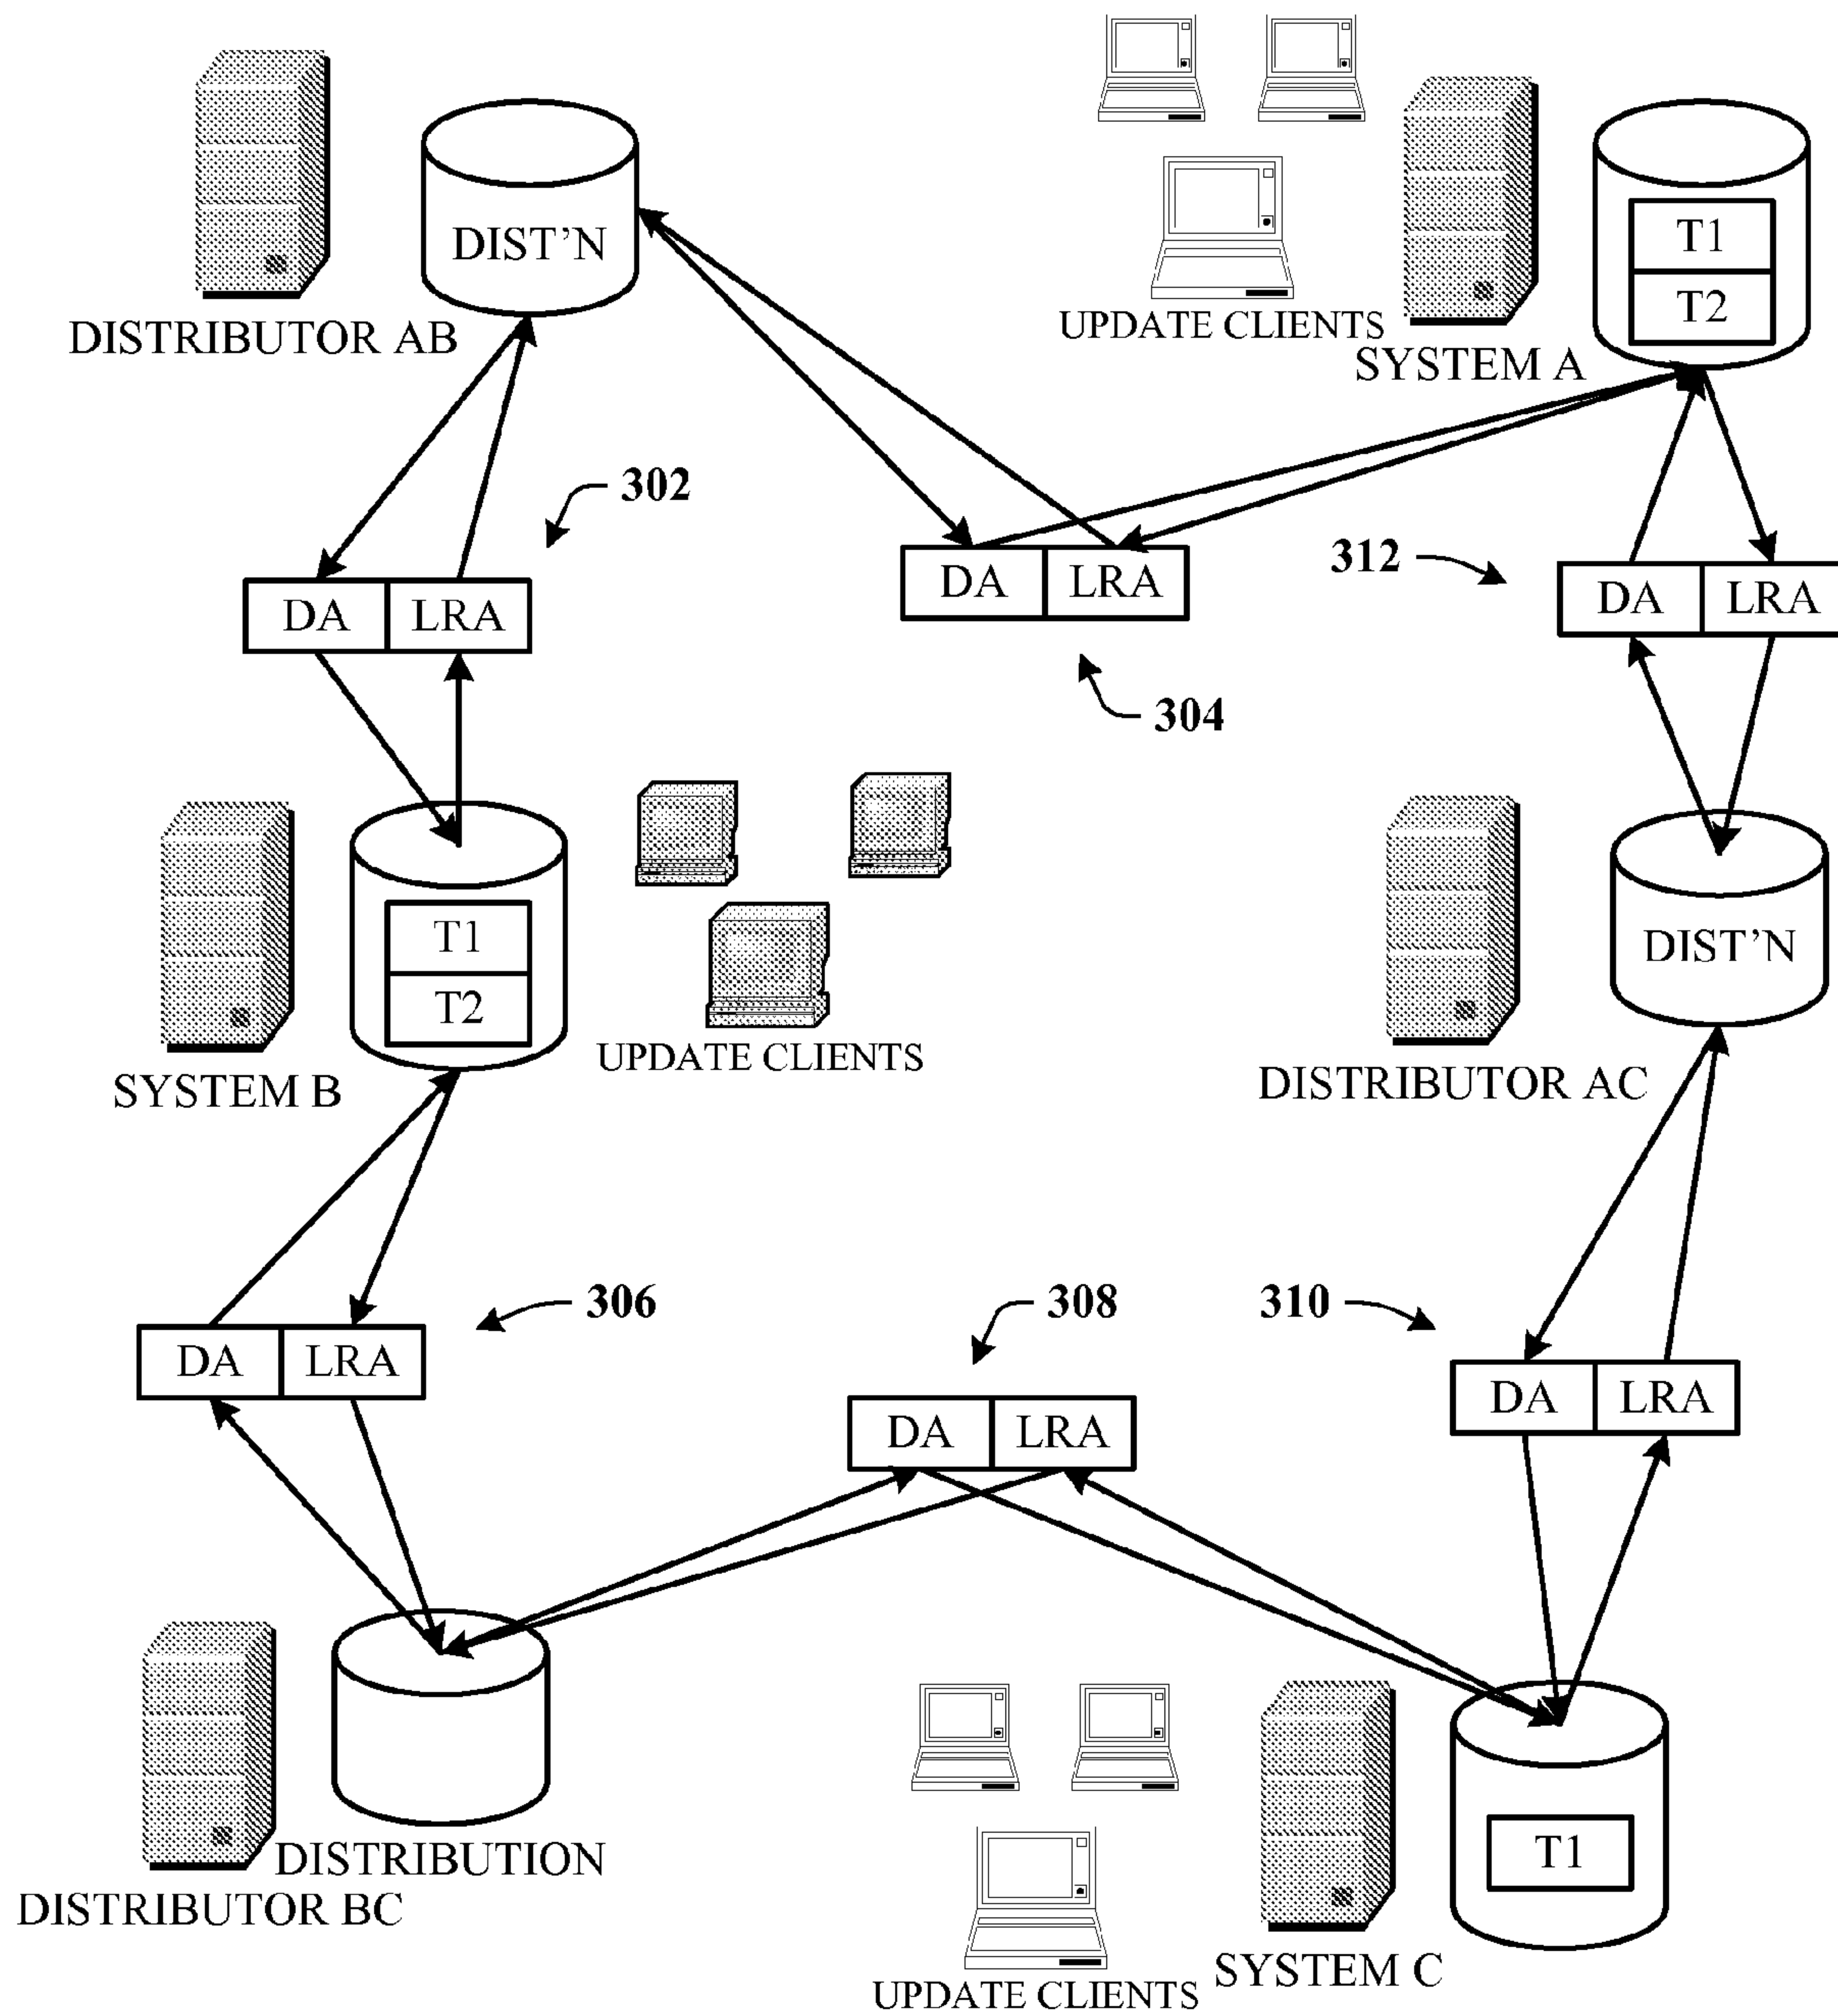 DIST'N
T1
T2
DISTRIBUTOR AB
UPDATE CLIENTS
SYSTEM A
302
DA LRA
DA LRA
312
DA LRA
304
T1
T2
DIST'N
UPDATE CLIENTS
SYSTEM B
DISTRIBUTOR AC
306
308
310
DA LRA
DA LRA
DA LRA
T1
DISTRIBUTION
DISTRIBUTOR BC
SYSTEM C
UPDATE CLIENTS